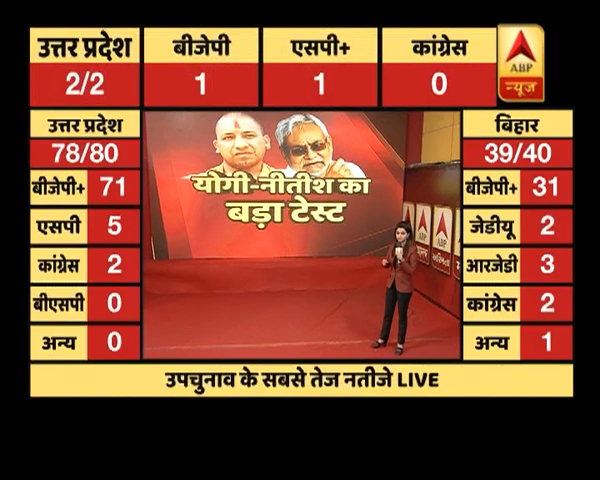 उत्तर प्रदेश
2/2
बीजेपी
1
एसपी+
1
कांग्रेस
0
ABP
न्यूज़
उत्तर प्रदेश
78/80
बीजेपी+ 71
एसपी 5
कांग्रेस 2
बीएसपी 0
अन्य 0
योगी-नीतीश का
बड़ा टेस्ट
ABP
बिहार
39/40
बीजेपी+ 31
जेडीयू 2
आरजेडी 3
कांग्रेस 2
अन्य 1
उपचुनाव के सबसे तेज नतीजे LIVE